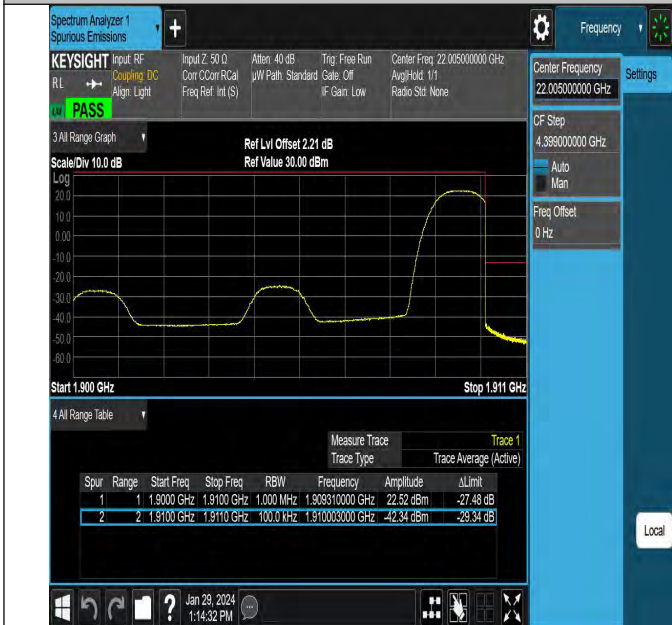 Spectrum Analyzer 1
Spurious Emissions
+
Frequency
KEYSIGHT
RL
Input: RF
Coupling: DC
Align: Light
Input Z: 50 Ω
Corr CCorr RCal
Freq Ref: Int (S)
Atten: 40 dB
µW Path: Standard
Trig: Free Run
Gate: Off
IF Gain: Low
Center Freq: 22.005000000 GHz
Avg|Hold: 1/1
Radio Std: None
PASS
Center Frequency
22.005000000 GHz
Settings
CF Step
4.399000000 GHz
Auto
Man
Freq Offset
0 Hz
3 All Range Graph
Scale/Div 10.0 dB
Ref Lvl Offset 2.21 dB
Ref Value 30.00 dBm
Log
20.0
10.0
0.00
-10.0
-20.0
-30.0
-40.0
-50.0
-60.0
Start 1.900 GHz
Stop 1.911 GHz
4 All Range Table
Measure Trace Trace 1
Trace Type Trace Average (Active)
Spur Range Start Freq Stop Freq RBW Frequency Amplitude ΔLimit
1 1 1.9000 GHz 1.9100 GHz 1.000 MHz 1.909310000 GHz 22.52 dBm -27.48 dB
2 2 1.9100 GHz 1.9110 GHz 100.0 kHz 1.910003000 GHz -42.34 dBm -29.34 dB
Local
?
Jan 29, 2024
1:14:32 PM